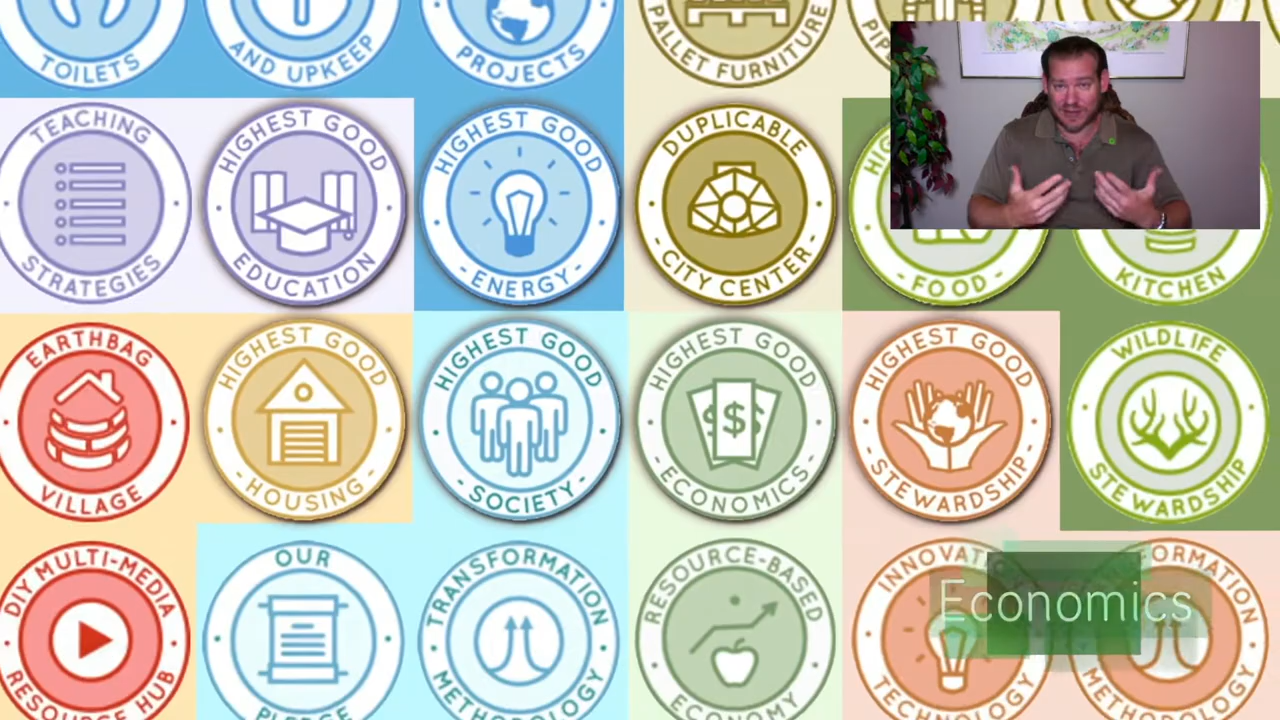 TOILETS
AND UPKEEP
PROJECTS
PALLET FURNITURE
TEACHING
STRATEGIES
HIGHEST GOOD
EDUCATION
HIGHEST GOOD
-ENERGY-
DUPLICABLE
-CITY CENTER-
-FOOD-
KITCHEN
EARTHBAG
VILLAGE
HIGHEST GOOD
-HOUSING-
HIGHEST GOOD
-SOCIETY-
HIGHEST GOOD
$ $ $
-ECONOMICS-
HIGHEST GOOD
-STEWARDSHIP-
WILDLIFE
STEWARDSHIP
DIY MULTI-MEDIA
RESOURCE HUB
OUR
PLEDGE
TRANSFORMATION
METHODOLOGY
RESOURCE-BASED
ECONOMY
TECHNOLOGY
METHODOLOGY
Economics